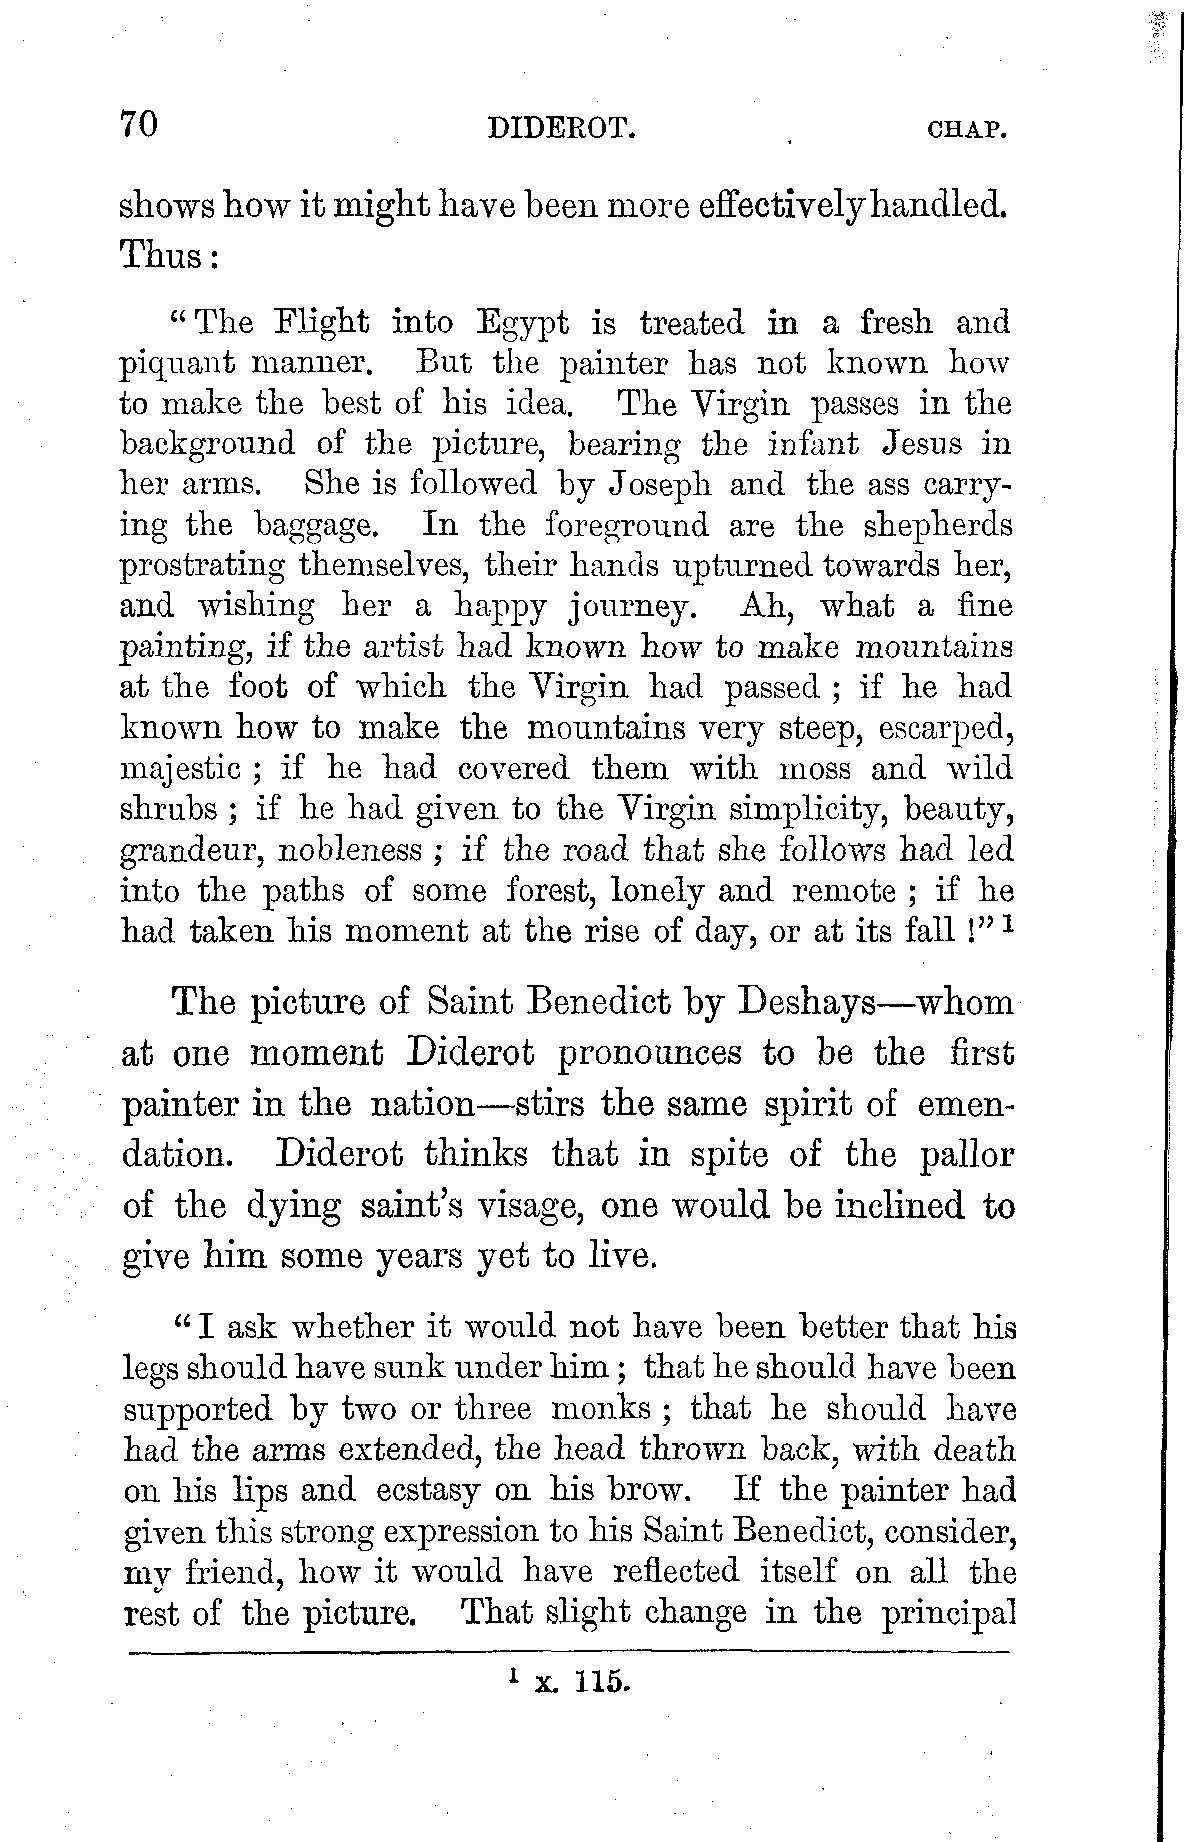 70 DIDEROT. CHAP.
shows how it might have been more effectively handled.
Thus :
“ The Flight into Egypt is treated in a fresh and
piquant manner. But the painter has not known how
to make the best of his idea. The Virgin passes in the
background of the picture, bearing the infant Jesus in
her arms. She is followed by Joseph and the ass carry-
ing the baggage. In the foreground are the shepherds
prostrating themselves, their hands upturned towards her,
and wishing her a happy journey. Ah, what a fine
painting, if the artist had known how to make mountains
at the foot of which the Virgin had passed ; if he had
known how to make the mountains very steep, escarped,
majestic ; if he had covered them with moss and wild
shrubs ; if he had given to the Virgin simplicity, beauty,
grandeur, nobleness ; if the road that she follows had led
into the paths of some forest, lonely and remote ; if he
had taken his moment at the rise of day, or at its fall !” 1
The picture of Saint Benedict by Deshays—whom
at one moment Diderot pronounces to be the first
painter in the nation—stirs the same spirit of emen-
dation. Diderot thinks that in spite of the pallor
of the dying saint’s visage, one would be inclined to
give him some years yet to live.
“ I ask whether it would not have been better that his
legs should have sunk under him ; that he should have been
supported by two or three monks ; that he should have
had the arms extended, the head thrown back, with death
on his lips and ecstasy on his brow. If the painter had
given this strong expression to his Saint Benedict, consider,
my friend, how it would have reflected itself on all the
rest of the picture. That slight change in the principal
1 x. 115.